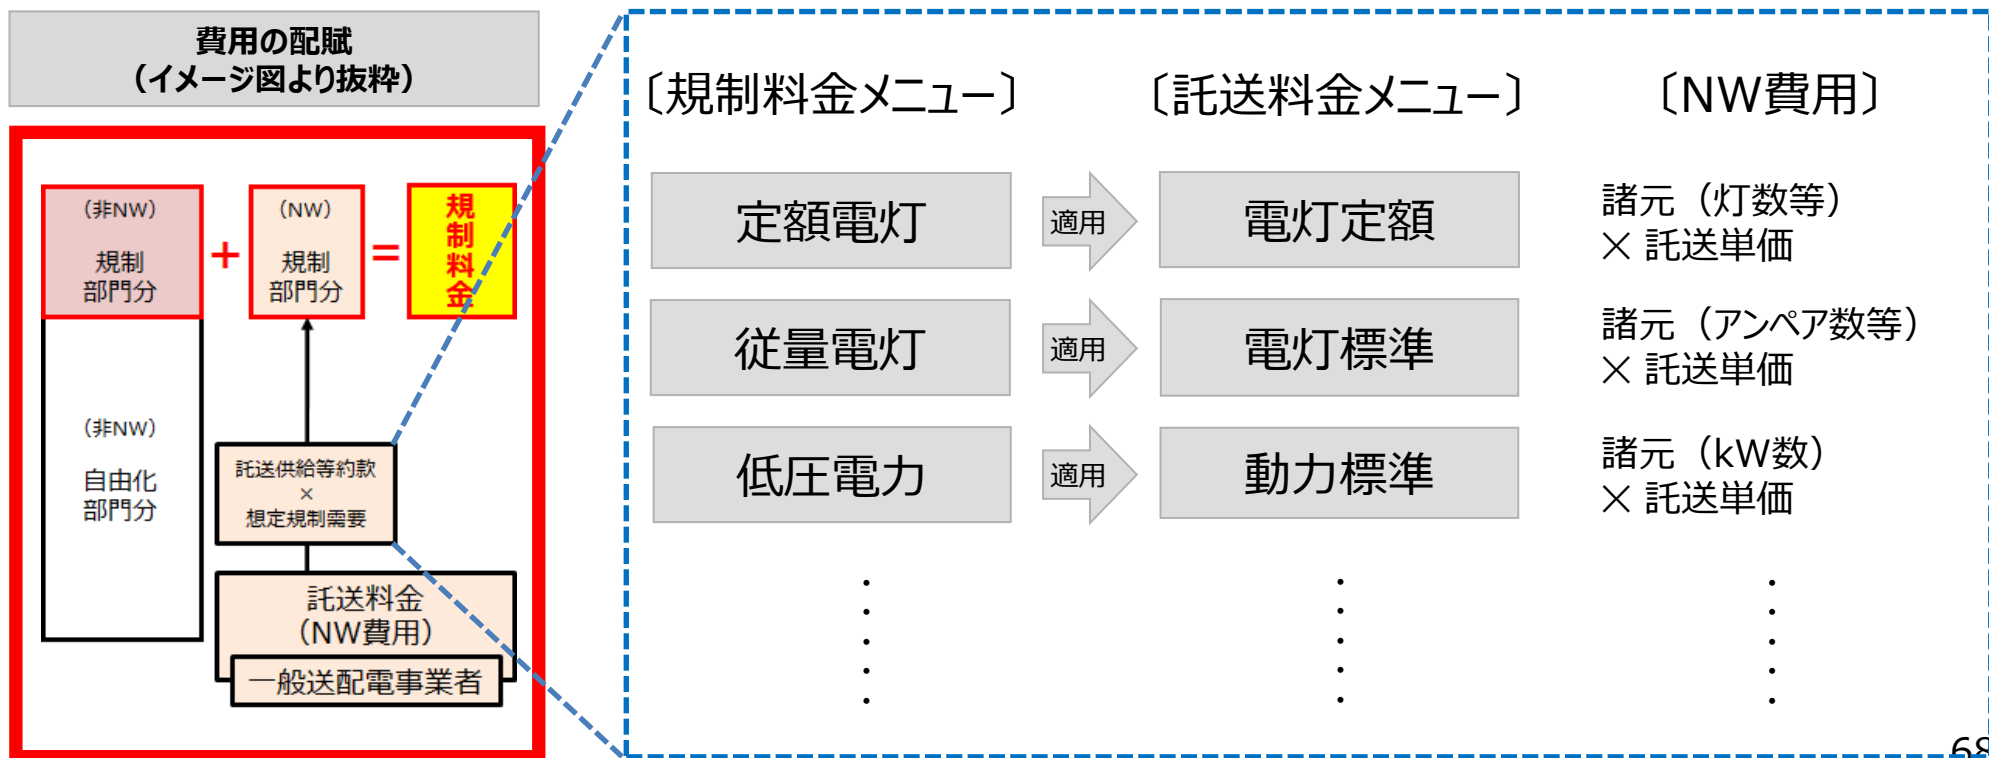 費用の配賦
（イメージ図より抜粋）
（非NW）
規制
部門分
＋
（NW）
規制
部門分
＝
規制料金
（非NW）
自由化
部門分
託送供給等約款
×
想定規制需要
託送料金
（NW費用）
一般送配電事業者
〔規制料金メニュー〕
〔託送料金メニュー〕
〔NW費用〕
定額電灯
適用
電灯定額
諸元（灯数等）
× 託送単価
従量電灯
適用
電灯標準
諸元（アンペア数等）
× 託送単価
低圧電力
適用
動力標準
諸元（kW数）
× 託送単価
68